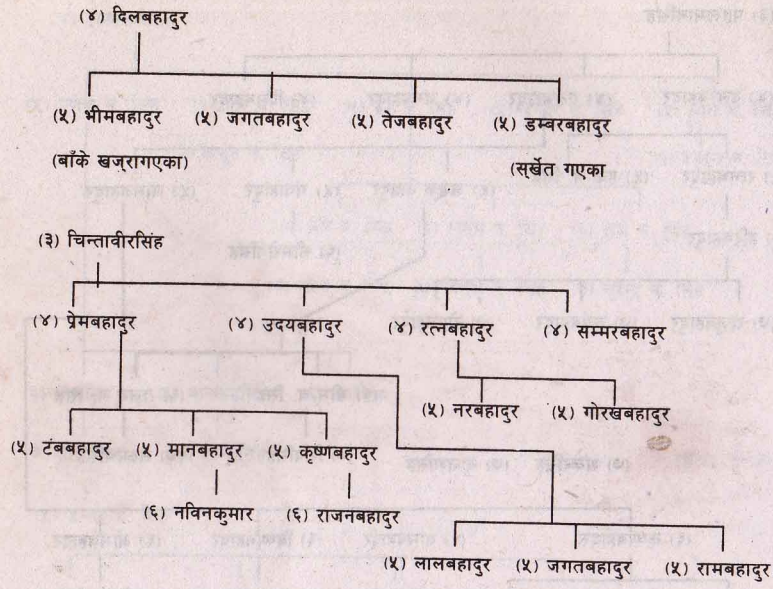 (४) दिलबहादुर
(५) भीमबहादुर (५) जगतबहादुर (५) तेजबहादुर (५) डम्बरबहादुर
(बाँके खज्रागएका) (सुर्खेत गएका
(३) चिन्तावीरसिंह
(४) प्रेमबहादुर (४) उदयबहादुर (४) रत्नबहादुर (४) सम्मरबहादुर
(५) नरबहादुर (५) गोरखबहादुर
(५) टंबबहादुर (५) मानबहादुर (५) कृष्णबहादुर
(६) नविनकुमार (६) राजनबहादुर
(५) लालबहादुर (५) जगतबहादुर (५) रामबहादुर